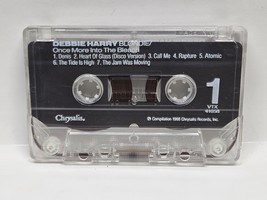 DEBBIE HARRY BLONDIE/
Once More Into The Bleach
1. Denis 2. Heart Of Glass (Disco Version) 3. Call Me 4. Rapture 5. Atomic
6. The Tide Is High 7. The Jam Was Moving
1
VTX
Chrysalis.
℗ Compilation 1988 Chrysalis Records, Inc.